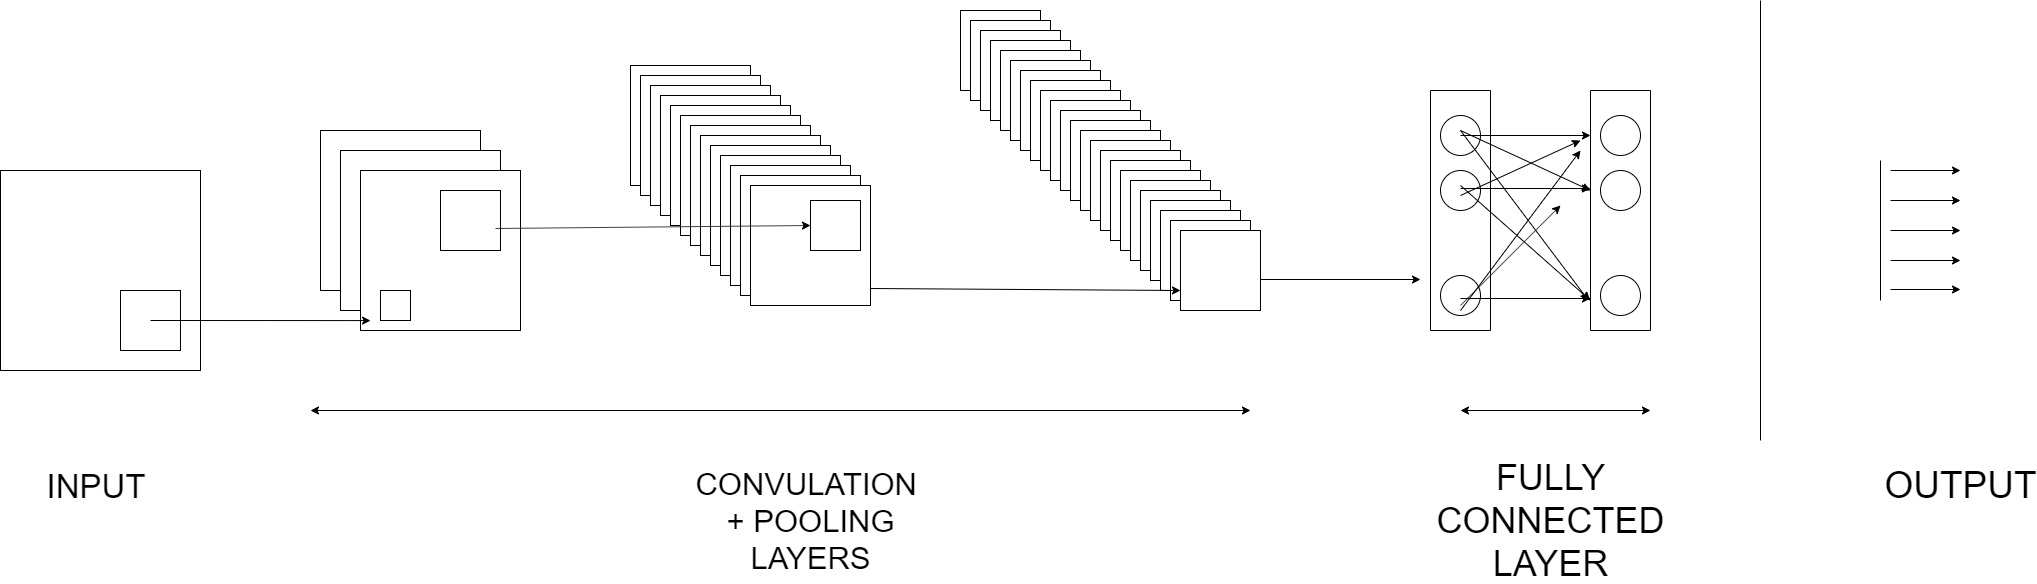 INPUT
CONVULATION
+ POOLING
LAYERS
FULLY
CONNECTED
LAYER
OUTPUT